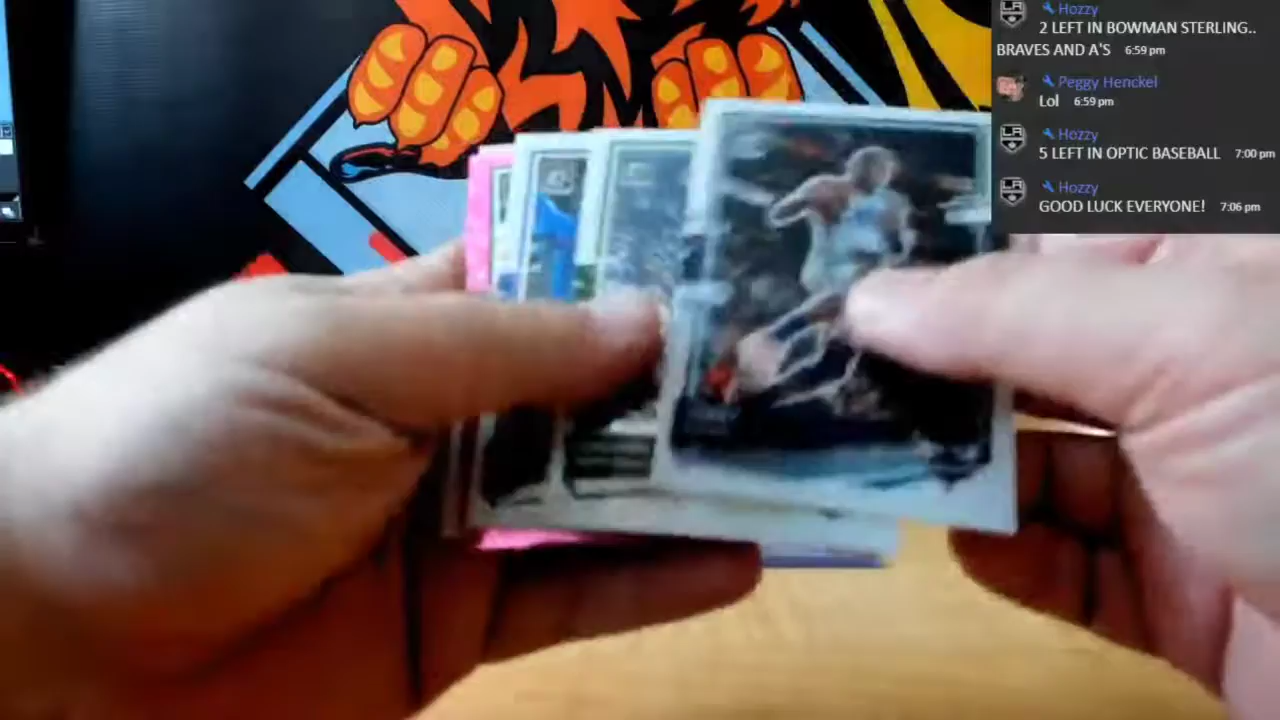 Hozzy
2 LEFT IN BOWMAN STERLING..
BRAVES AND A'S 6:59 pm
Peggy Henckel
Lol 6:59 pm
Hozzy
5 LEFT IN OPTIC BASEBALL 7:00 pm
Hozzy
GOOD LUCK EVERYONE! 7:06 pm